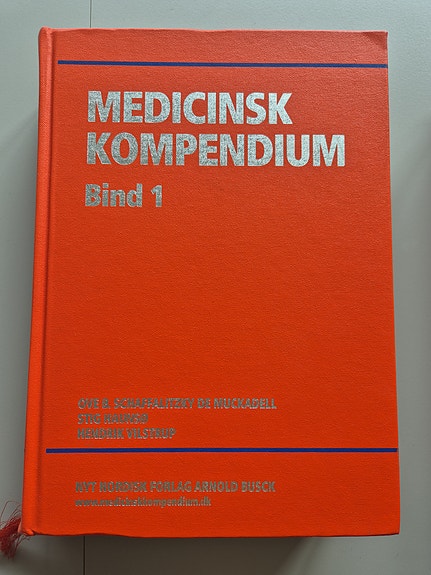 MEDICINSK
KOMPENDIUM
Bind 1
OVE B. SCHAFFALITZKY DE MUCKADELL
STIG HAUNSØ
HENDRIK VILSTRUP
NYT NORDISK FORLAG ARNOLD BUSCK
www.medicinskkompendium.dk